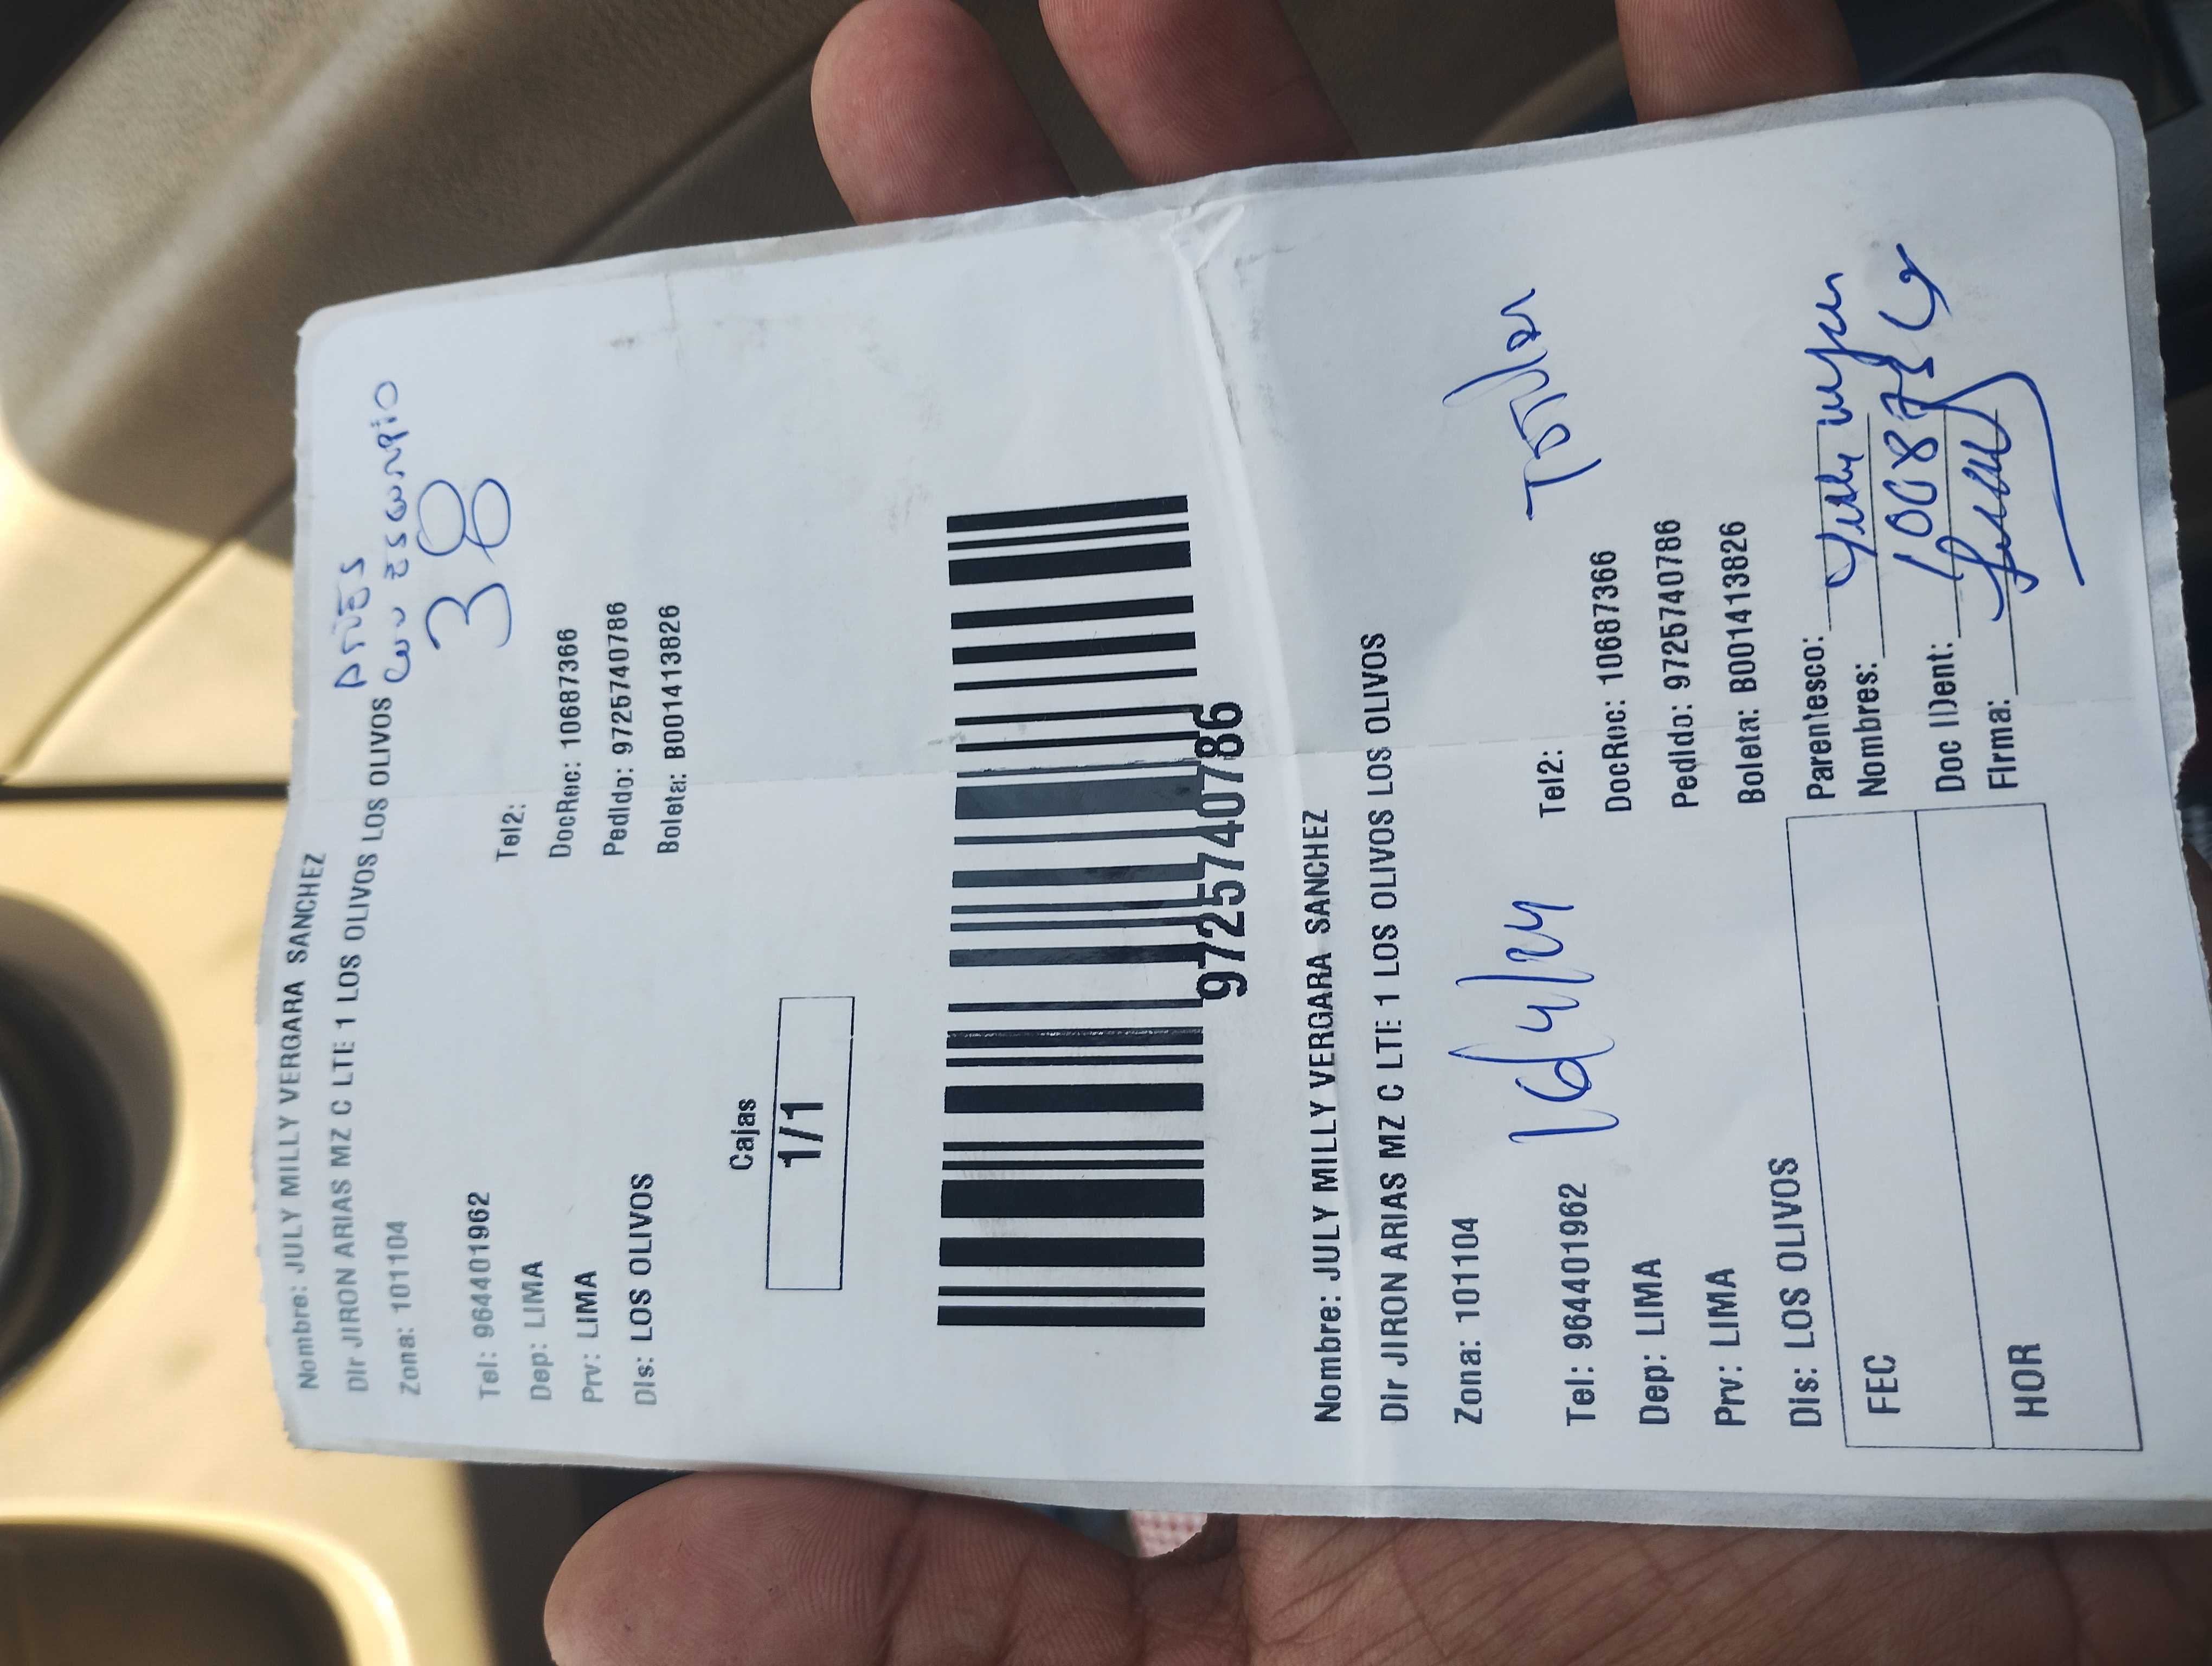 Nombre: JULY MILLY VERGARA SANCHEZ
Dir JIRON ARIAS MZ C LTE 1 LOS OLIVOS LOS OLIVOS
Zona: 101104
38
Tel: 964401962 Tel2:
Dep: LIMA DocRec: 10687366
Prv: LIMA Pedido: 9725740786
Dis: LOS OLIVOS Boleta: B001413826
Cajas
1/1
9725740786
Nombre: JULY MILLY VERGARA SANCHEZ
Dir JIRON ARIAS MZ C LTE 1 LOS OLIVOS LOS OLIVOS
Zona: 101104
16/4/24
Tel: 964401962 Tel2:
Dep: LIMA DocRec: 10687366
Prv: LIMA Pedido: 9725740786
Dis: LOS OLIVOS Boleta: B001413826
FEC
HOR
Parentesco:
Nombres:
Doc IDent:
Firma: